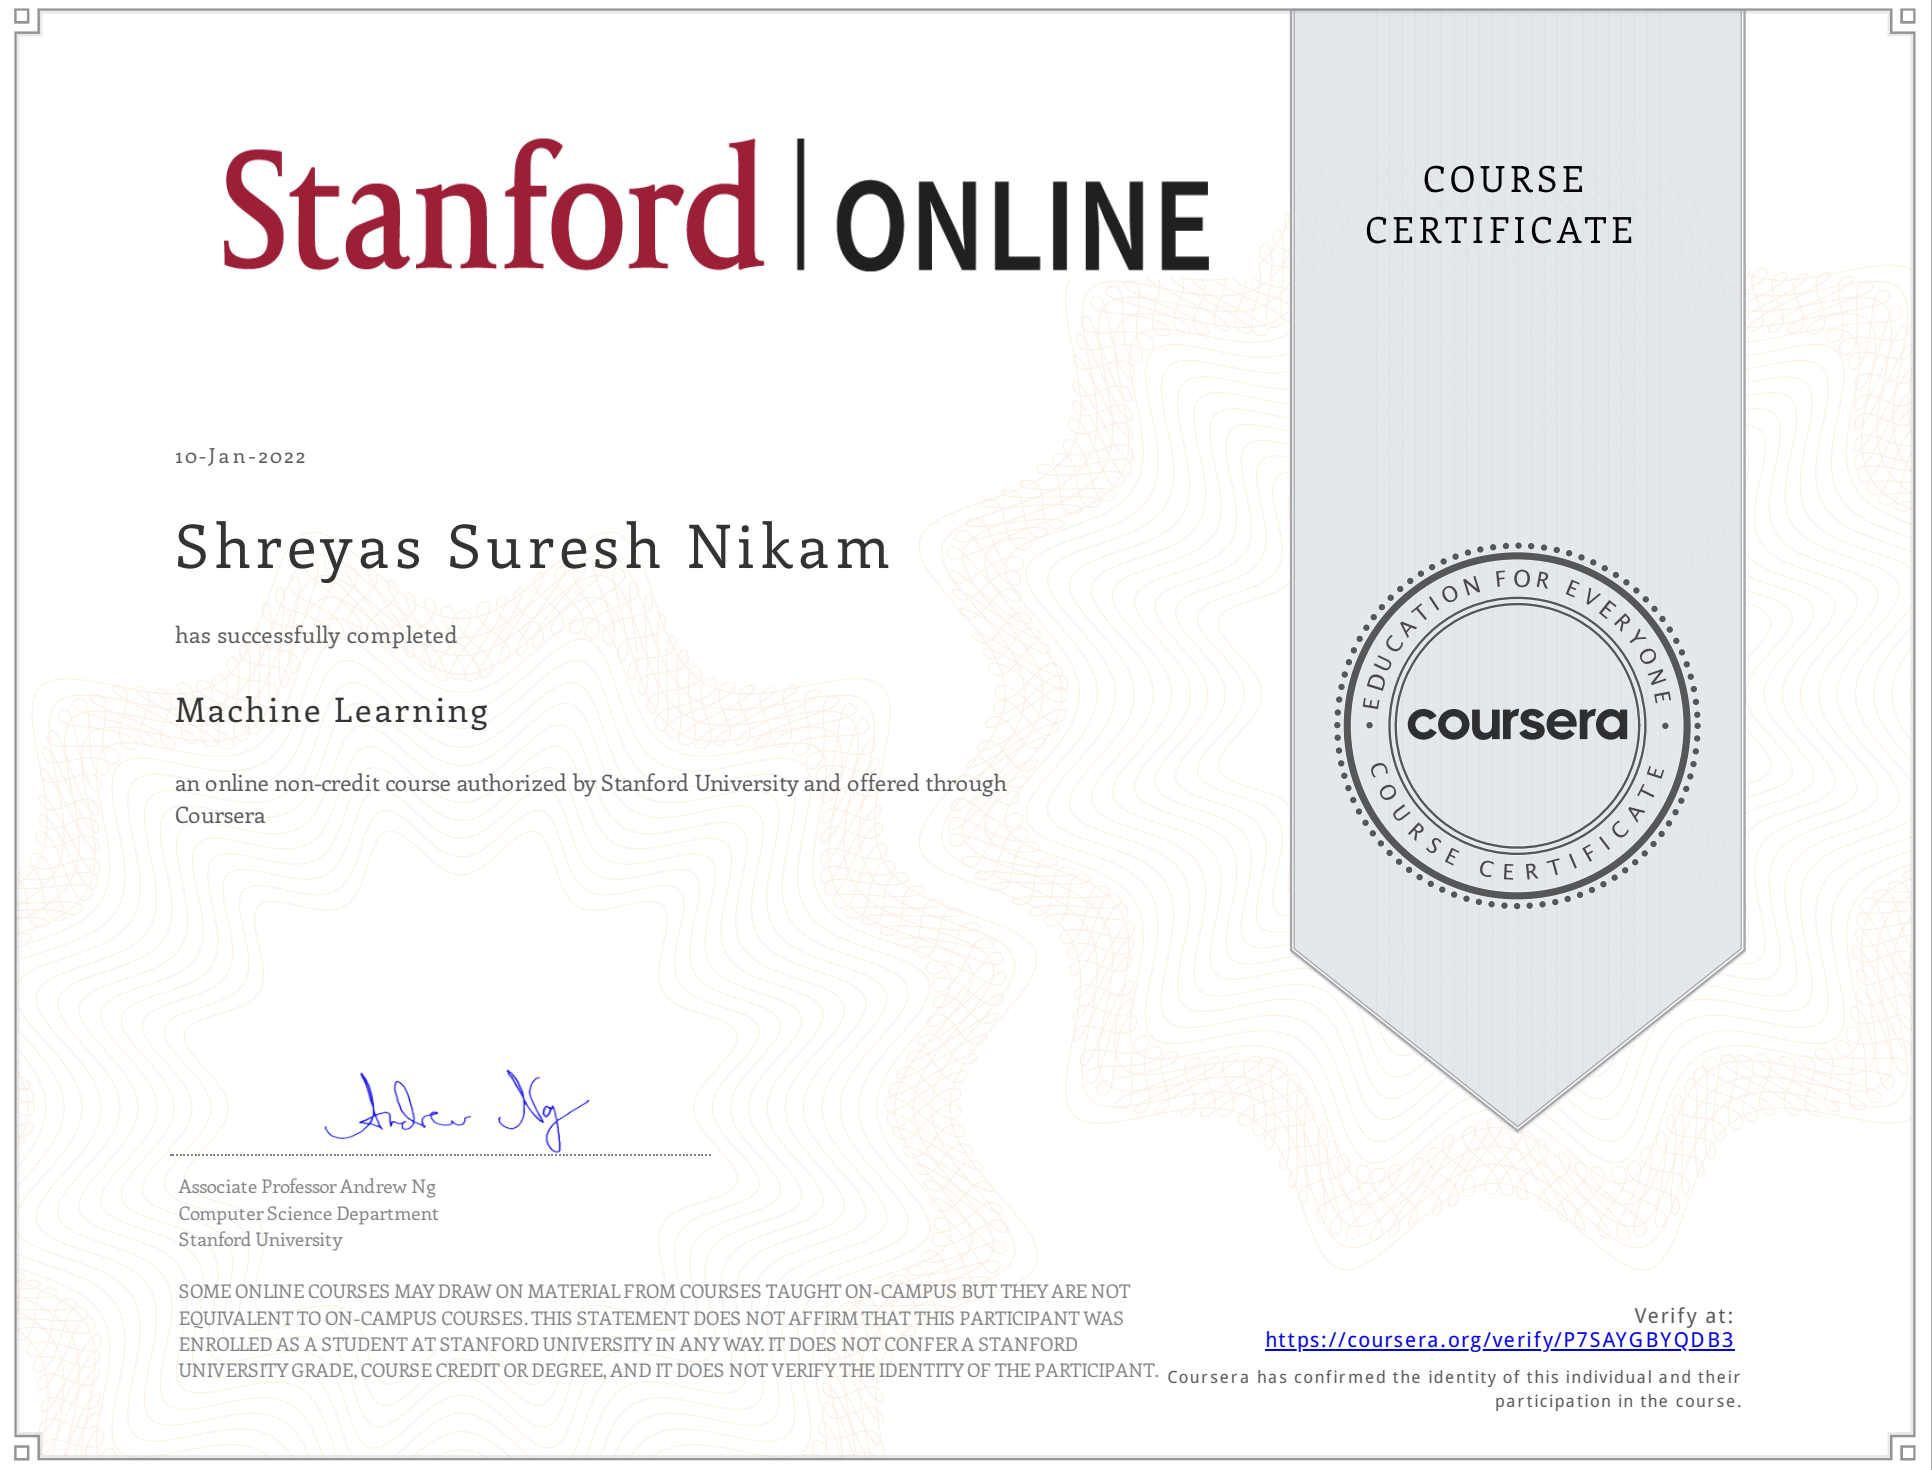 Stanford | ONLINE
COURSE
CERTIFICATE
10-Jan-2022
Shreyas Suresh Nikam
has successfully completed
Machine Learning
an online non-credit course authorized by Stanford University and offered through
Coursera
EDUCATION FOR EVERYONE
coursera
COURSE CERTIFICATE
Andrew Ng
Associate Professor Andrew Ng
Computer Science Department
Stanford University
SOME ONLINE COURSES MAY DRAW ON MATERIAL FROM COURSES TAUGHT ON-CAMPUS BUT THEY ARE NOT
EQUIVALENT TO ON-CAMPUS COURSES. THIS STATEMENT DOES NOT AFFIRM THAT THIS PARTICIPANT WAS
ENROLLED AS A STUDENT AT STANFORD UNIVERSITY IN ANY WAY. IT DOES NOT CONFER A STANFORD
UNIVERSITY GRADE, COURSE CREDIT OR DEGREE, AND IT DOES NOT VERIFY THE IDENTITY OF THE PARTICIPANT.
Verify at:
https://coursera.org/verify/P7SAYGBYQDB3
Coursera has confirmed the identity of this individual and their
participation in the course.